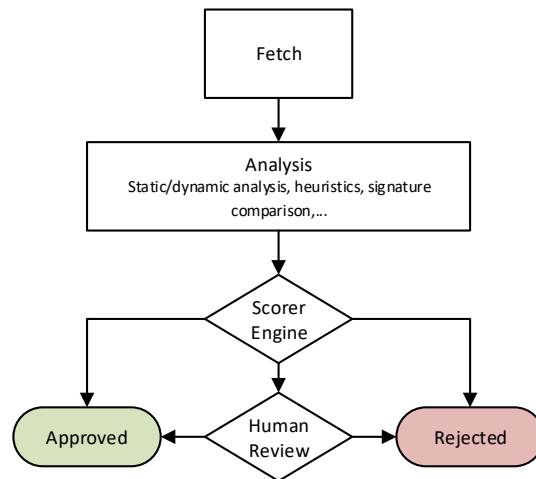 Fetch
Analysis
Static/dynamic analysis, heuristics, signature
comparison,...
Scorer
Engine
Approved
Human
Review
Rejected